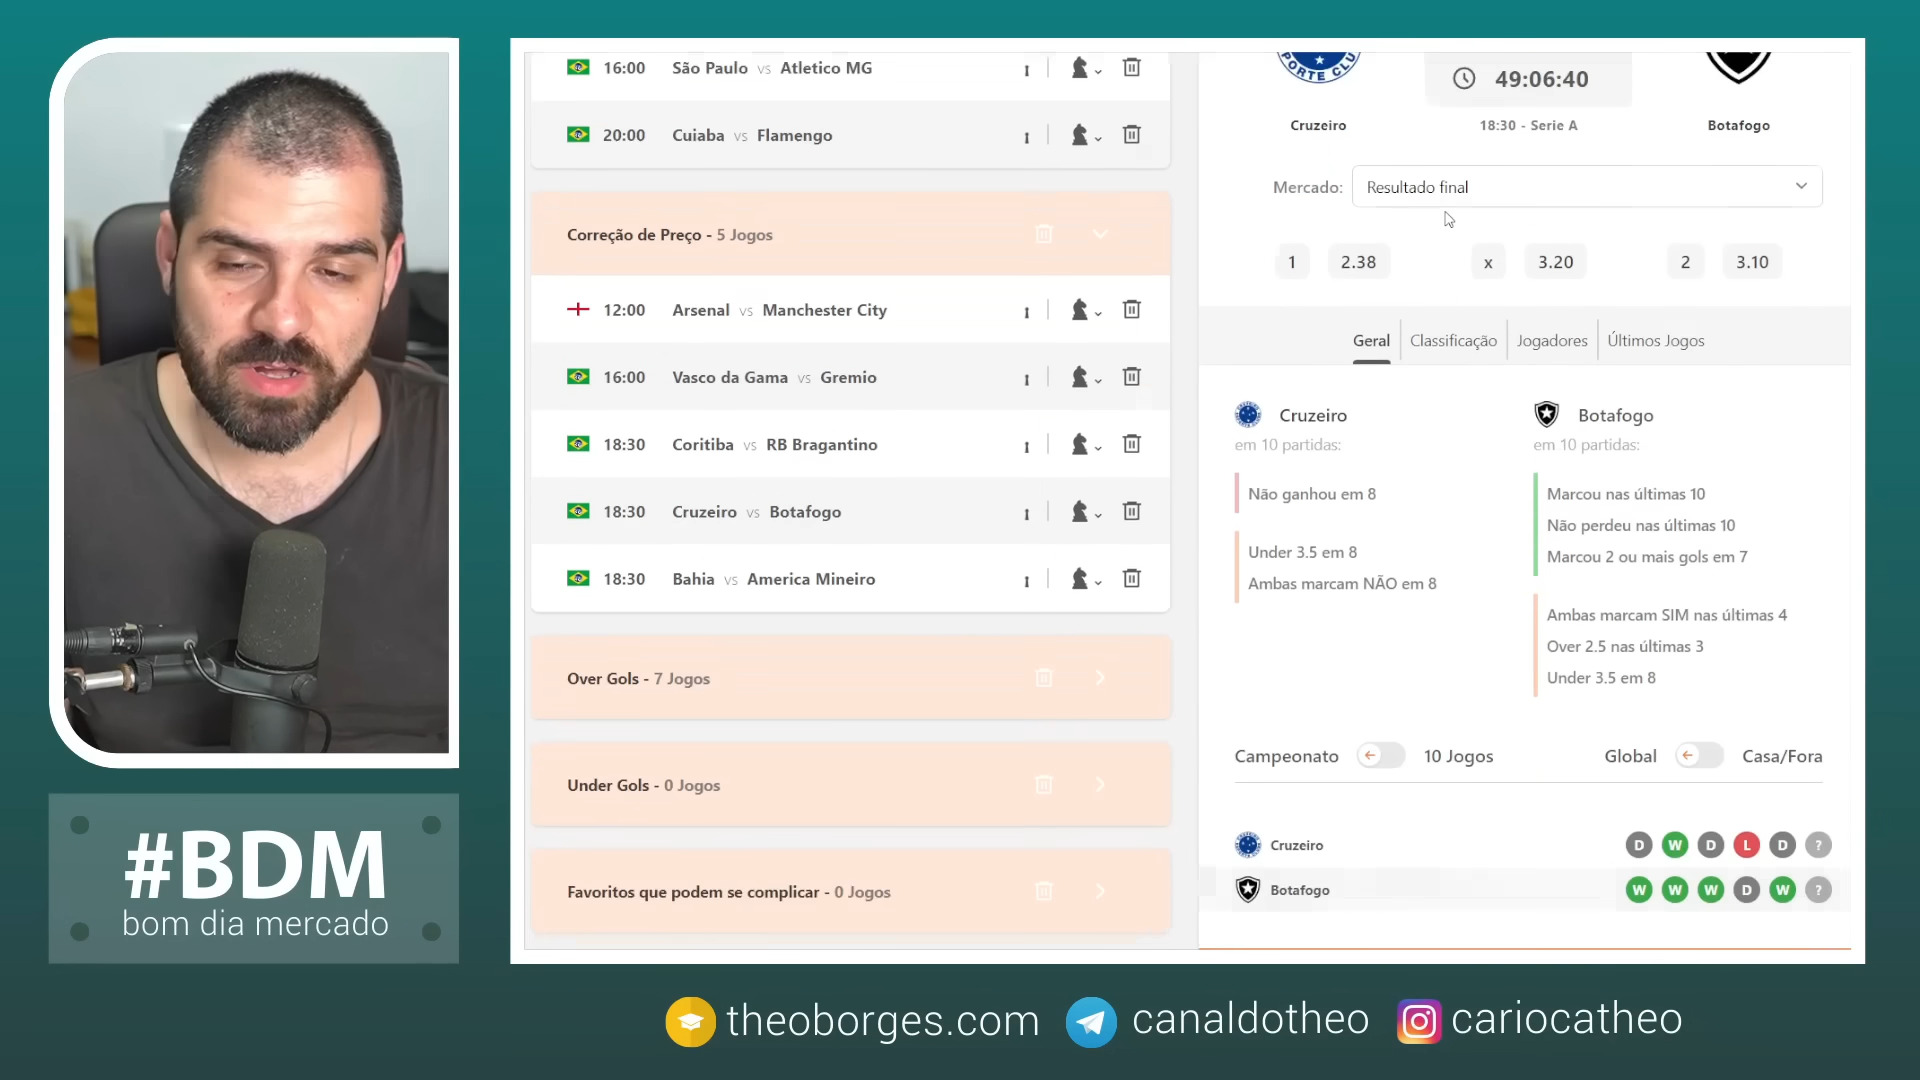 16:00 São Paulo vs Atletico MG
20:00 Cuiaba vs Flamengo
Correção de Preço - 5 Jogos
12:00 Arsenal vs Manchester City
16:00 Vasco da Gama vs Gremio
18:30 Coritiba vs RB Bragantino
18:30 Cruzeiro vs Botafogo
18:30 Bahia vs America Mineiro
Over Gols - 7 Jogos
Under Gols - 0 Jogos
Favoritos que podem se complicar - 0 Jogos
PORTE CLU
49:06:40
Cruzeiro
18:30 - Serie A
Botafogo
Mercado: Resultado final
1 2.38 x 3.20 2 3.10
Geral Classificação Jogadores Últimos Jogos
Cruzeiro
em 10 partidas:
Não ganhou em 8
Under 3.5 em 8
Ambas marcam NÃO em 8
Botafogo
em 10 partidas:
Marcou nas últimas 10
Não perdeu nas últimas 10
Marcou 2 ou mais gols em 7
Ambas marcam SIM nas últimas 4
Over 2.5 nas últimas 3
Under 3.5 em 8
Campeonato 10 Jogos Global Casa/Fora
Cruzeiro D W D L D ?
Botafogo W W W D W ?
#BDM
bom dia mercado
theoborges.com canaldotheo cariocatheo